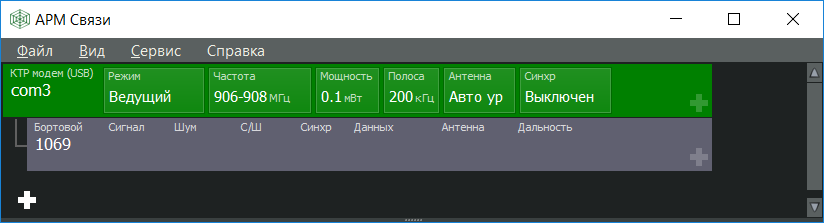 АРМ Связи
Файл Вид Сервис Справка
КТР модем (USB) Режим Частота Мощность Полоса Антенна Синхр
com3 Ведущий 906-908 МГц 0.1 мВт 200 кГц Авто ур Выключен
Бортовой Сигнал Шум С/Ш Синхр Данных Антенна Дальность
1069